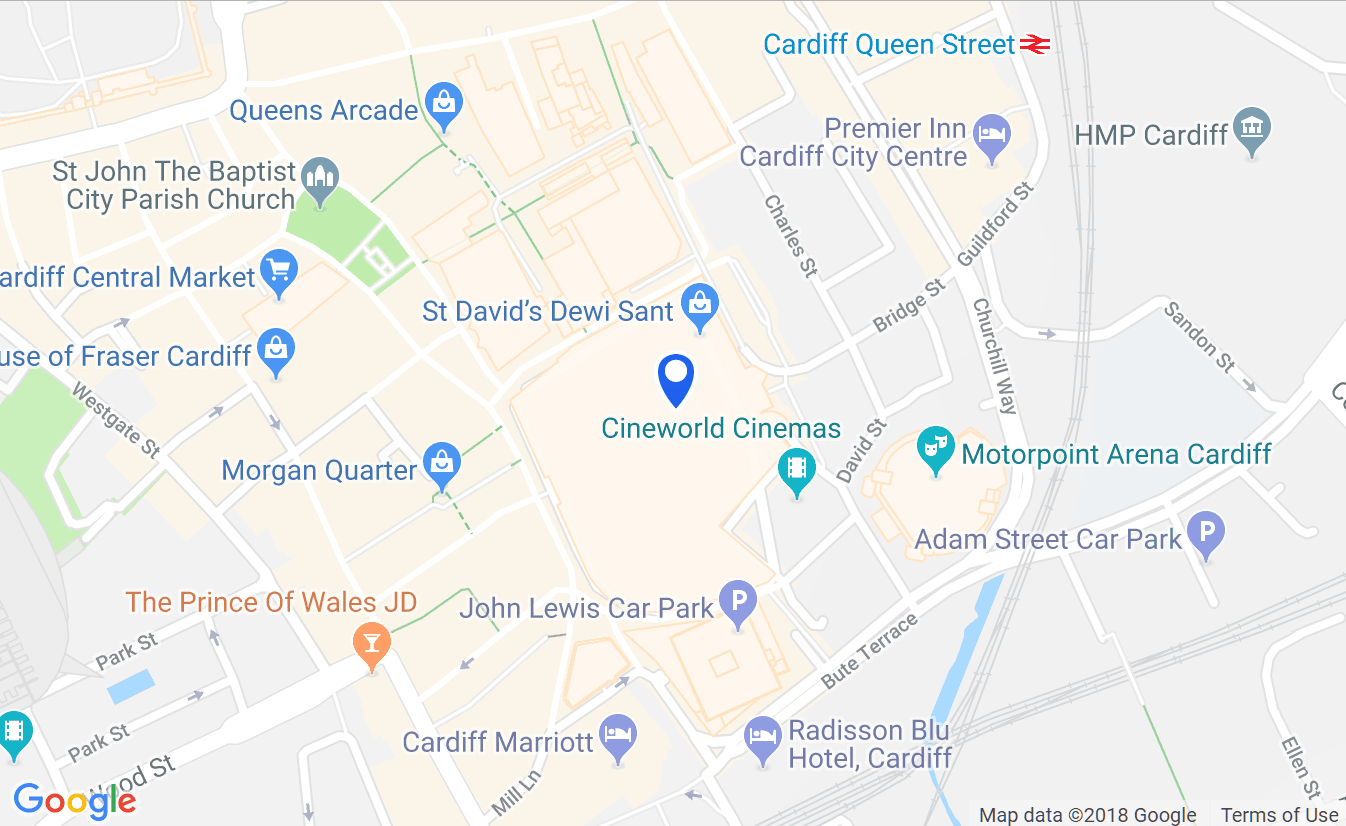 Cardiff Queen Street
Queens Arcade
Premier Inn
Cardiff City Centre
HMP Cardiff
St John The Baptist
City Parish Church
Charles St
Guildford St
ardiff Central Market
St David’s Dewi Sant
Bridge St
Churchill Way
Sandon St
use of Fraser Cardiff
Westgate St
Cineworld Cinemas
David St
Motorpoint Arena Cardiff
Morgan Quarter
Adam Street Car Park
The Prince Of Wales JD
John Lewis Car Park
Park St
Bute Terrace
Park St
Cardiff Marriott
Radisson Blu
Hotel, Cardiff
Wood St
Mill Ln
Ellen St
Google
Map data ©2018 Google
Terms of Use